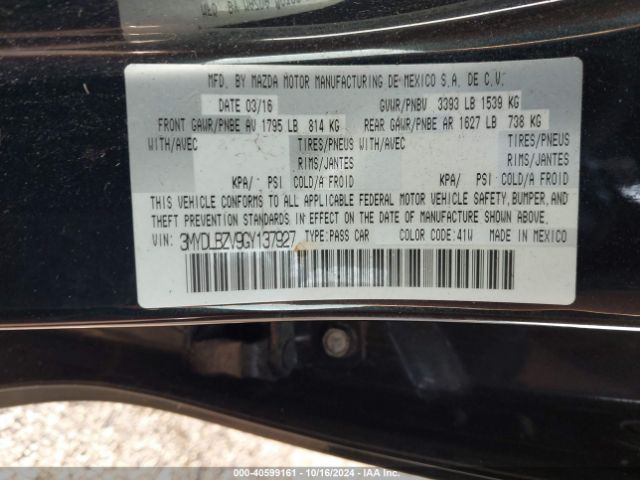 MFD. BY MAZDA MOTOR MANUFACTURING DE MEXICO S.A. DE C.V.
DATE 03/16 GVWR/PNBV 3393 LB 1539 KG
FRONT GAWR/PNBE AV 1795 LB 814 KG REAR GAWR/PNBE AR 1627 LB 738 KG
WITH/AVEC TIRES/PNEUS WITH/AVEC TIRES/PNEUS
RIMS/JANTES RIMS/JANTES
KPA/ PSI COLD/A FROID KPA/ PSI COLD/A FROID
THIS VEHICLE CONFORMS TO ALL APPLICABLE FEDERAL MOTOR VEHICLE SAFETY, BUMPER, AND
THEFT PREVENTION STANDARDS IN EFFECT ON THE DATE OF MANUFACTURE SHOWN ABOVE.
VIN: 3MYDLBZV9GY137927 TYPE:PASS CAR COLOR CODE:41W MADE IN MEXICO
000-40599161 - 10/16/2024 - IAA Inc.